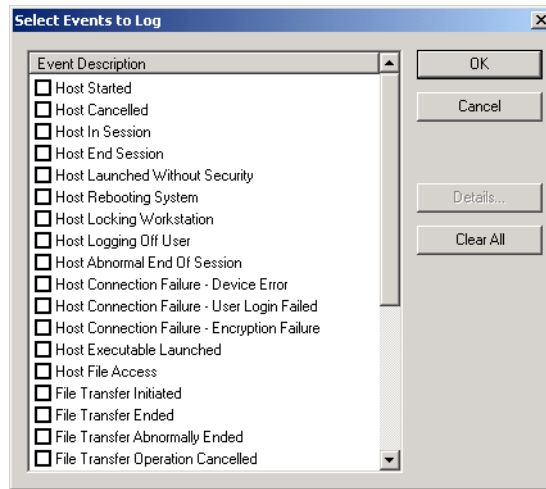 Select Events to Log
Event Description
Host Started
Host Cancelled
Host In Session
Host End Session
Host Launched Without Security
Host Rebooting System
Host Locking Workstation
Host Logging Off User
Host Abnormal End Of Session
Host Connection Failure - Device Error
Host Connection Failure - User Login Failed
Host Connection Failure - Encryption Failure
Host Executable Launched
Host File Access
File Transfer Initiated
File Transfer Ended
File Transfer Abnormally Ended
File Transfer Operation Cancelled
OK
Cancel
Details...
Clear All